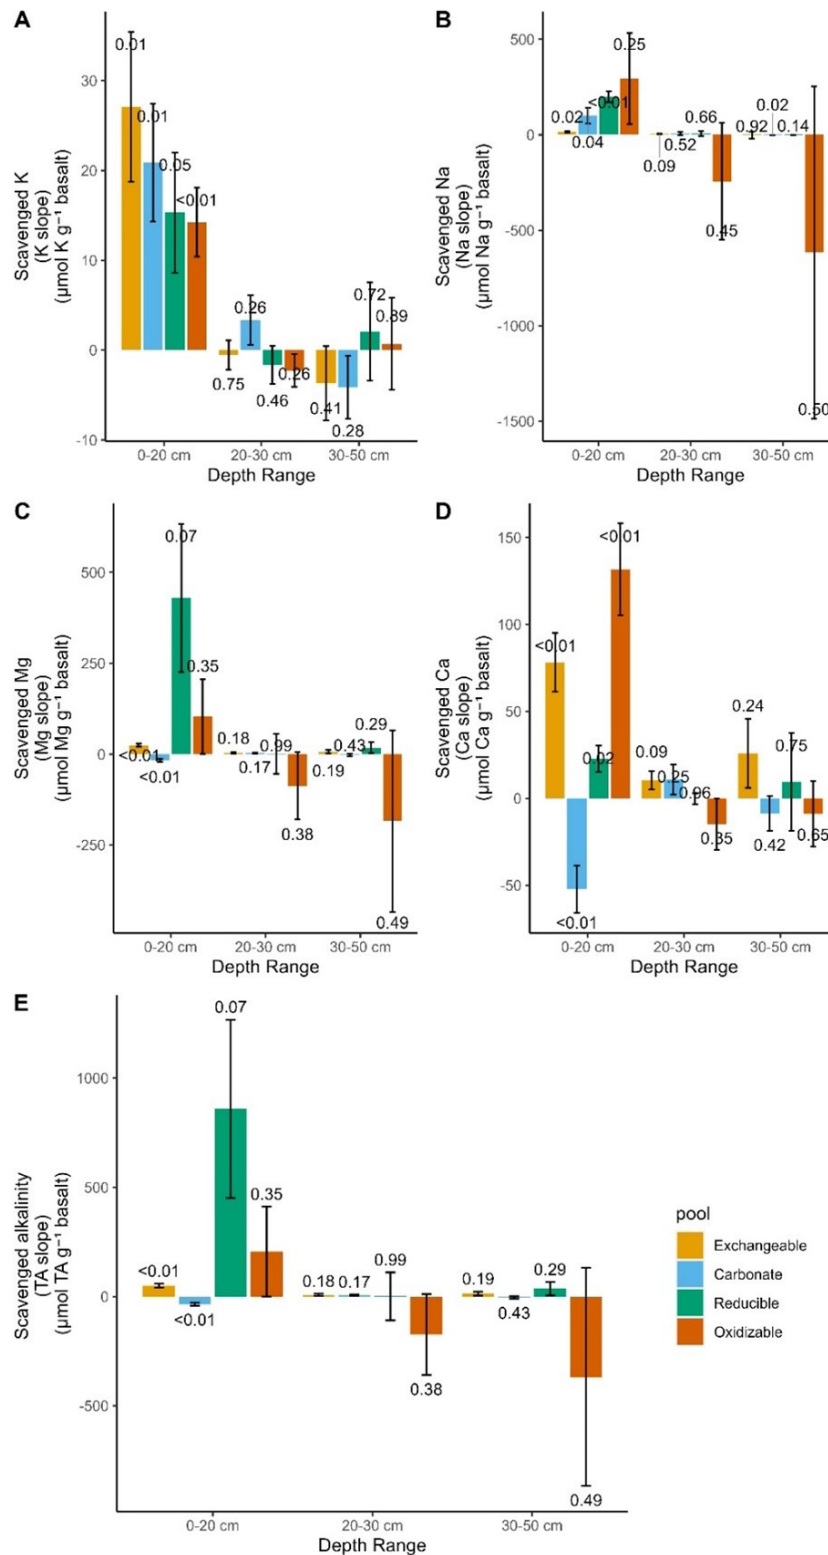 A
Scavenged K
(K slope)
(μmol K g⁻¹ basalt)
30
20
10
0
-10
0.01
0.01
0.05
<0.01
0.75
0.26
0.46
0.26
0.41
0.28
0.72
0.89
0-20 cm
20-30 cm
30-50 cm
Depth Range
B
Scavenged Na
(Na slope)
(μmol Na g⁻¹ basalt)
500
0
-500
-1000
-1500
0.02
0.04
<0.01
0.25
0.09
0.52
0.66
0.45
0.92
0.02
0.14
0.50
0-20 cm
20-30 cm
30-50 cm
Depth Range
C
Scavenged Mg
(Mg slope)
(μmol Mg g⁻¹ basalt)
500
250
0
-250
<0.01
<0.01
0.07
0.35
0.18
0.17
0.99
0.38
0.19
0.43
0.29
0.49
0-20 cm
20-30 cm
30-50 cm
Depth Range
D
Scavenged Ca
(Ca slope)
(μmol Ca g⁻¹ basalt)
150
100
50
0
-50
<0.01
<0.01
0.02
<0.01
0.09
0.25
0.96
0.35
0.24
0.42
0.75
0.65
0-20 cm
20-30 cm
30-50 cm
Depth Range
E
Scavenged alkalinity
(TA slope)
(μmol TA g⁻¹ basalt)
1000
500
0
-500
<0.01
<0.01
0.07
0.35
0.18
0.17
0.99
0.38
0.19
0.43
0.29
0.49
0-20 cm
20-30 cm
30-50 cm
Depth Range
pool
Exchangeable
Carbonate
Reducible
Oxidizable